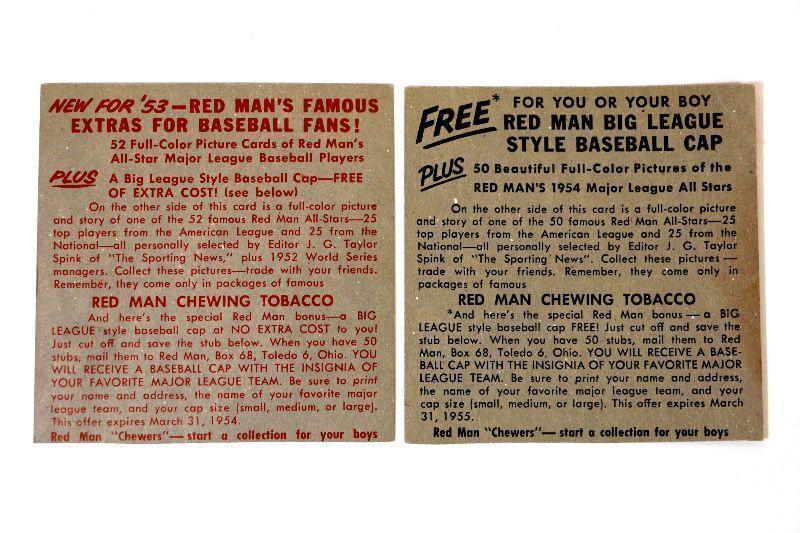 NEW FOR '53—RED MAN'S FAMOUS
EXTRAS FOR BASEBALL FANS!
52 Full-Color Picture Cards of Red Man's
All-Star Major League Baseball Players
PLUS A Big League Style Baseball Cap—FREE
OF EXTRA COST! (see below)
On the other side of this card is a full-color picture
and story of one of the 52 famous Red Man All-Stars—25
top players from the American League and 25 from the
National—all personally selected by Editor J. G. Taylor
Spink of "The Sporting News," plus 1952 World Series
managers. Collect these pictures—trade with your friends.
Remember, they come only in packages of famous
RED MAN CHEWING TOBACCO
And here's the special Red Man bonus—a BIG
LEAGUE style baseball cap at NO EXTRA COST to you!
Just cut off and save the stub below. When you have 50
stubs, mail them to Red Man, Box 68, Toledo 6, Ohio. YOU
WILL RECEIVE A BASEBALL CAP WITH THE INSIGNIA OF
YOUR FAVORITE MAJOR LEAGUE TEAM. Be sure to print
your name and address, the name of your favorite major
league team, and your cap size (small, medium, or large).
This offer expires March 31, 1954.
Red Man "Chewers"—start a collection for your boys
FREE* FOR YOU OR YOUR BOY
RED MAN BIG LEAGUE
STYLE BASEBALL CAP
PLUS 50 Beautiful Full-Color Pictures of the
RED MAN'S 1954 Major League All Stars
On the other side of this card is a full-color picture
and story of one of the 50 famous Red Man All-Stars—25
top players from the American League and 25 from the
National—all personally selected by Editor J. G. Taylor
Spink of "The Sporting News". Collect these pictures—
trade with your friends. Remember, they come only in
packages of famous
RED MAN CHEWING TOBACCO
*And here's the special Red Man bonus—a BIG
LEAGUE style baseball cap FREE! Just cut off and save the
stub below. When you have 50 stubs, mail them to Red
Man, Box 68, Toledo 6, Ohio. YOU WILL RECEIVE A BASE-
BALL CAP WITH THE INSIGNIA OF YOUR FAVORITE MAJOR
LEAGUE TEAM. Be sure to print your name and address,
the name of your favorite major league team, and your
cap size (small, medium, or large). This offer expires March
31, 1955.
Red Man "Chewers"—start a collection for your boys